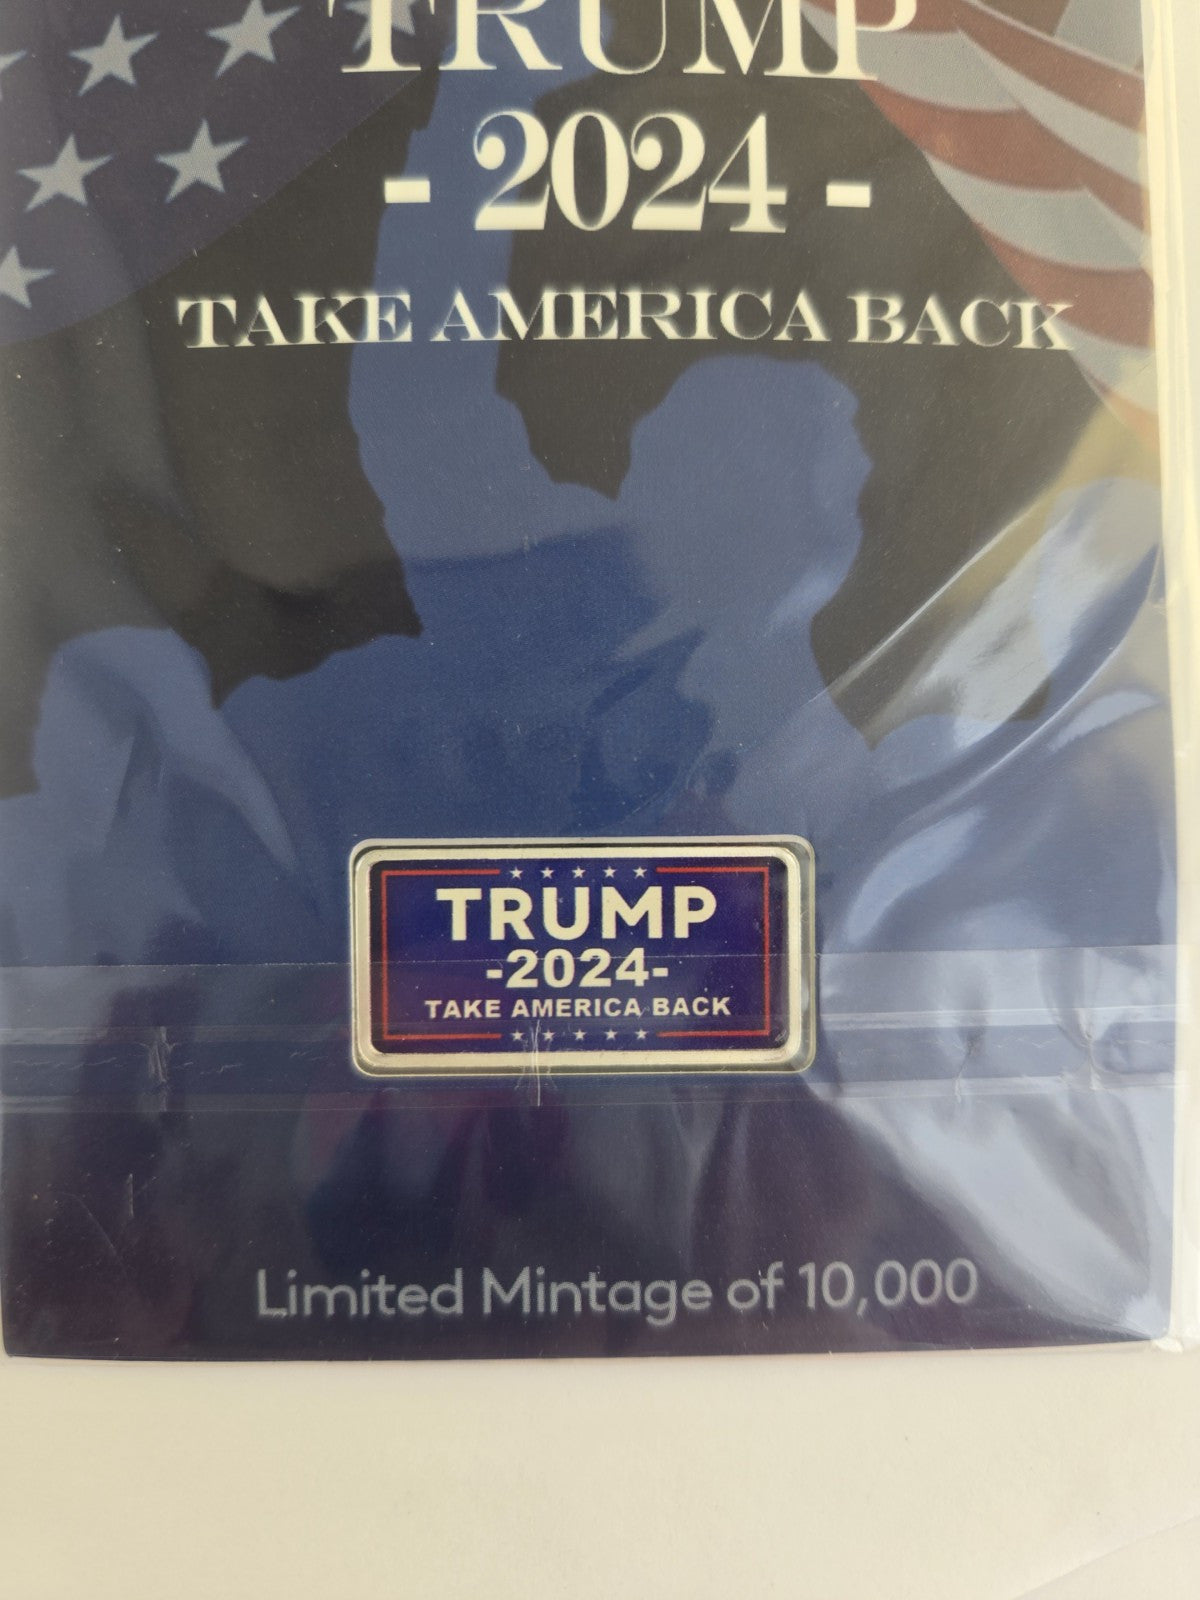 TRUMP
- 2024 -
TAKE AMERICA BACK
TRUMP
-2024-
TAKE AMERICA BACK
Limited Mintage of 10,000